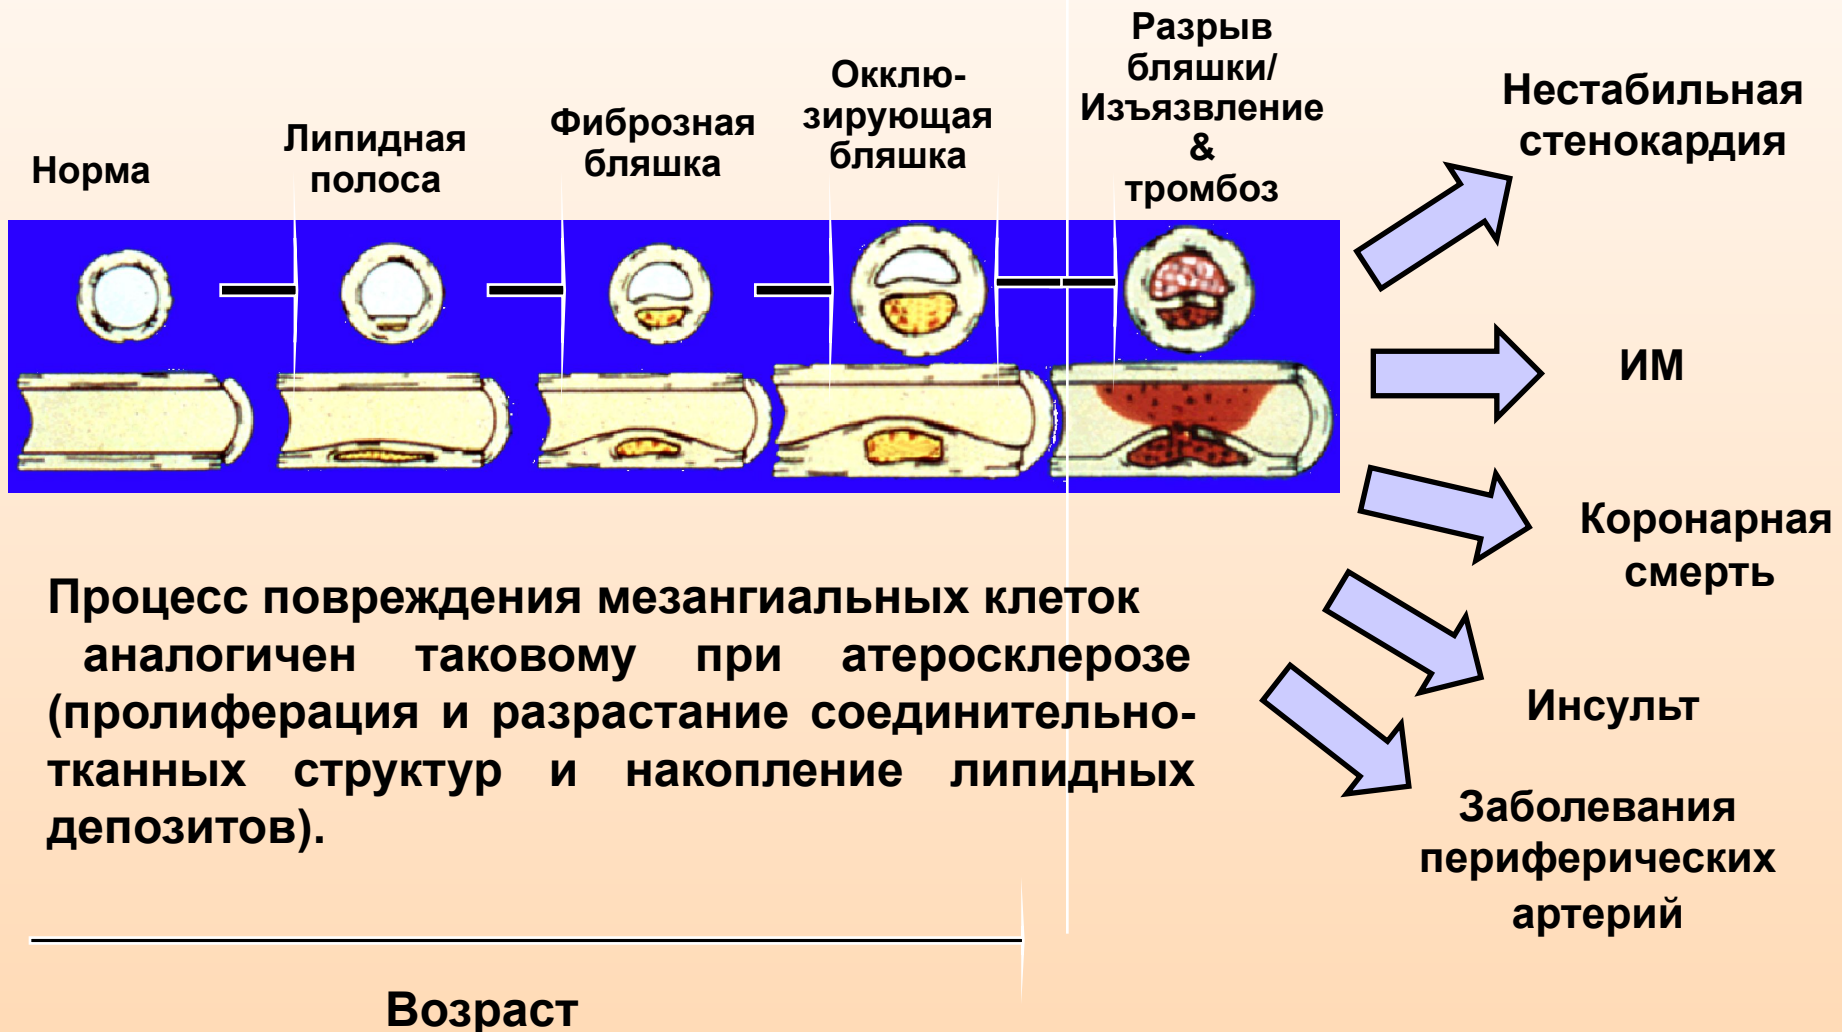 Норма
Липидная
полоса
Фиброзная
бляшка
Окклю-
зирующая
бляшка
Разрыв
бляшки/
Изъязвление
&
тромбоз
Нестабильная
стенокардия
ИМ
Коронарная
смерть
Инсульт
Заболевания
периферических
артерий
Процесс повреждения мезангиальных клеток
аналогичен таковому при атеросклерозе
(пролиферация и разрастание соединительно-
тканных структур и накопление липидных
депозитов).
Возраст